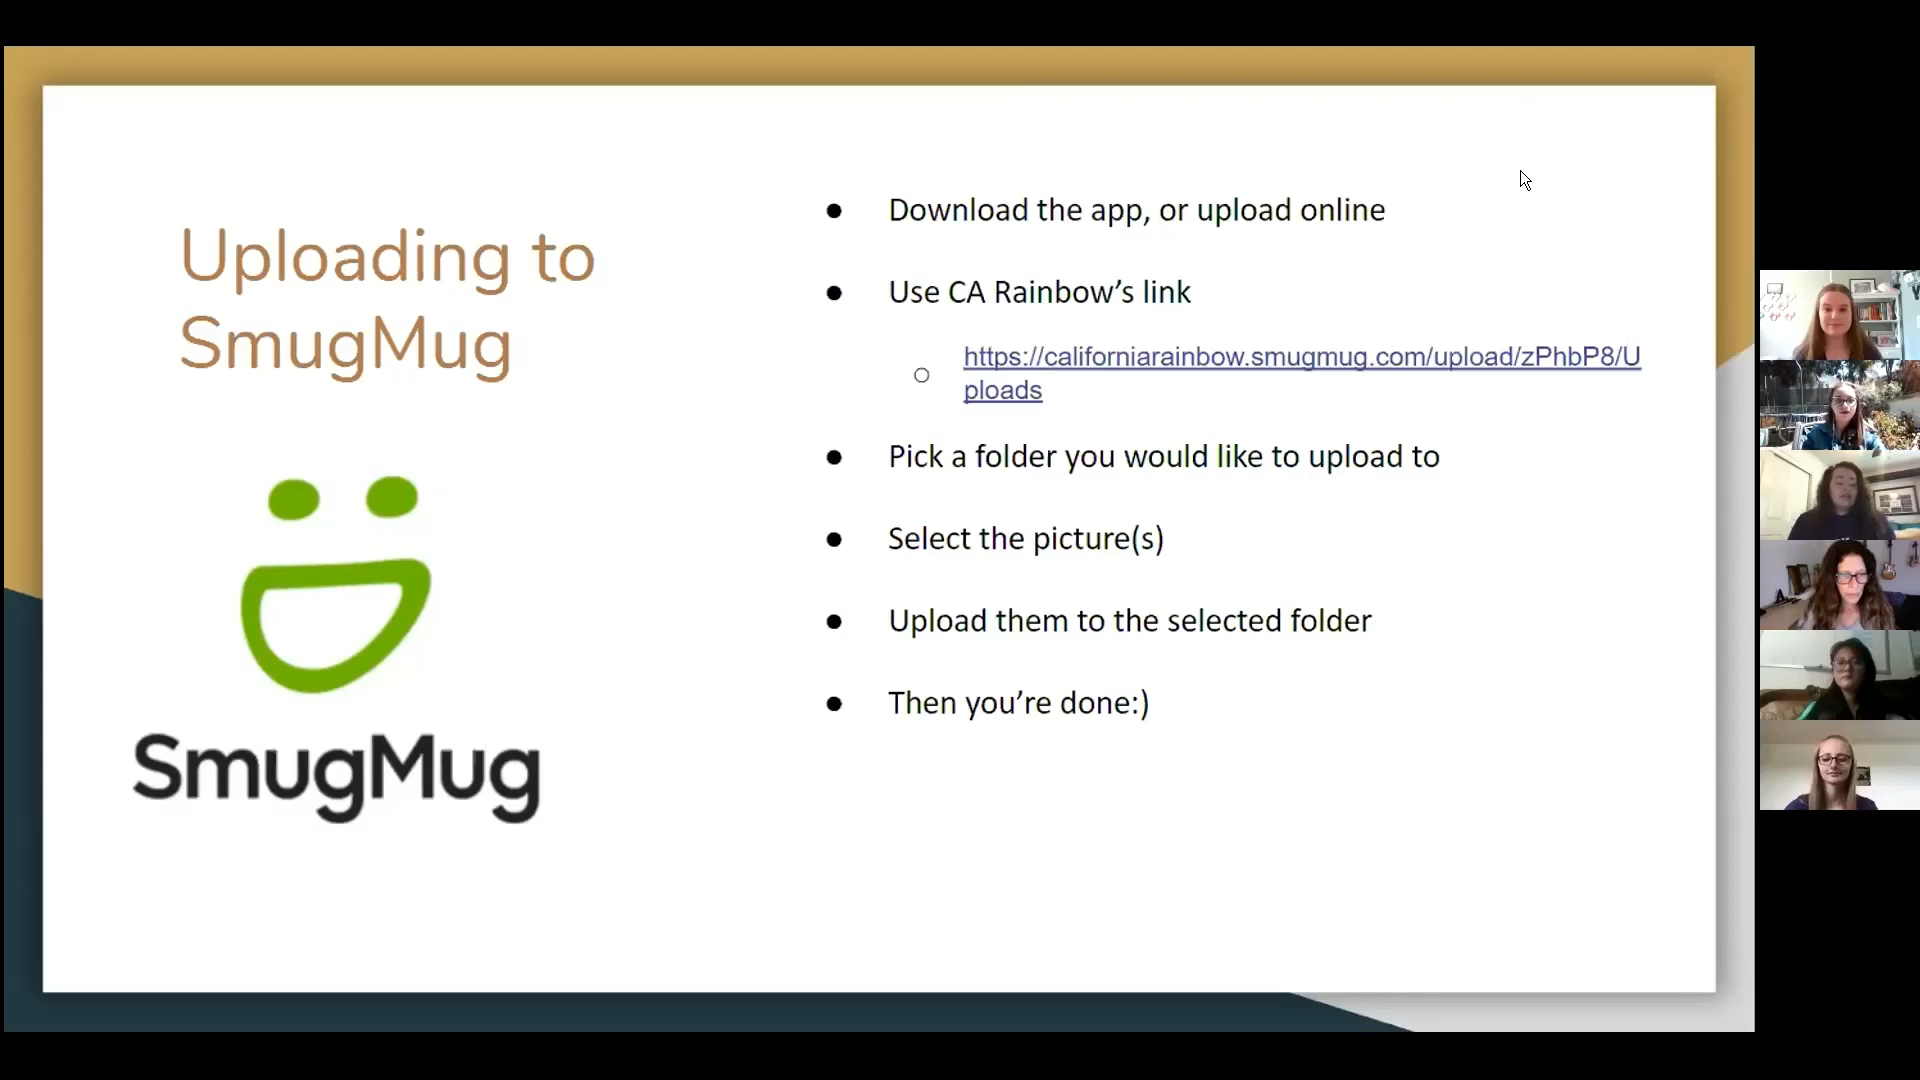 Uploading to
SmugMug
SmugMug
● Download the app, or upload online
● Use CA Rainbow’s link
○ https://californiarainbow.smugmug.com/upload/zPhbP8/U
ploads
● Pick a folder you would like to upload to
● Select the picture(s)
● Upload them to the selected folder
● Then you’re done:)